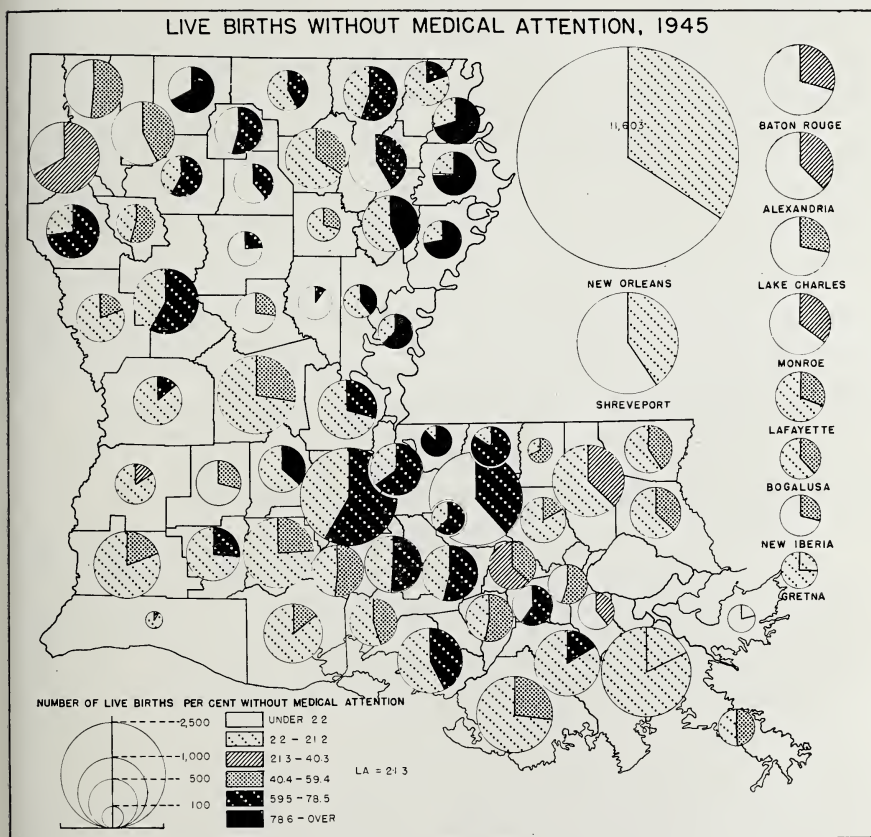 LIVE BIRTHS WITHOUT MEDICAL ATTENTION, 1945
11,603
NEW ORLEANS
SHREVEPORT
BATON ROUGE
ALEXANDRIA
LAKE CHARLES
MONROE
LAFAYETTE
BOGALUSA
NEW IBERIA
GRETNA
NUMBER OF LIVE BIRTHS PER CENT WITHOUT MEDICAL ATTENTION
2,500
1,000
500
100
UNDER 2.2
2.2 - 21.2
21.3 - 40.3
40.4 - 59.4
59.5 - 78.5
78.6 - OVER
LA = 21.3